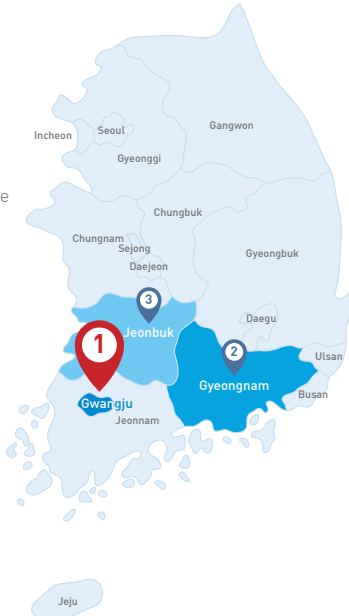 Gangwon
Incheon
Seoul
Gyeonggi
e
Chungbuk
Chungnam
Sejong
Gyeongbuk
Daejeon
3
Daegu
Jeonbuk
1
2
Ulsan
Gyeongnam
Busan
Gwangju
Jeonnam
Jeju